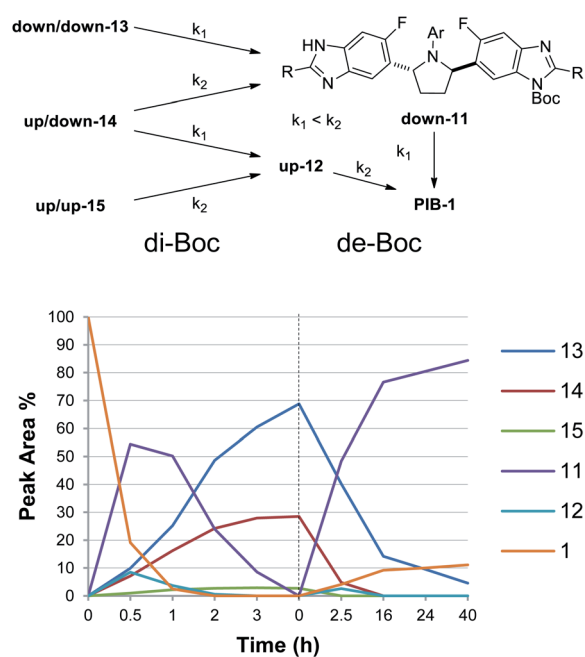 down/down-13
k1
HN
F
Ar
N
F
N
R
N
N
R
Boc
k2
up/down-14
k1 < k2
down-11
k1
k1
up-12
k2
up/up-15
k2
PIB-1
di-Boc
de-Boc
100
90
80
70
60
50
40
30
20
10
0
Peak Area %
0 0.5 1 2 3 0 2.5 16 24 40
Time (h)
13
14
15
11
12
1